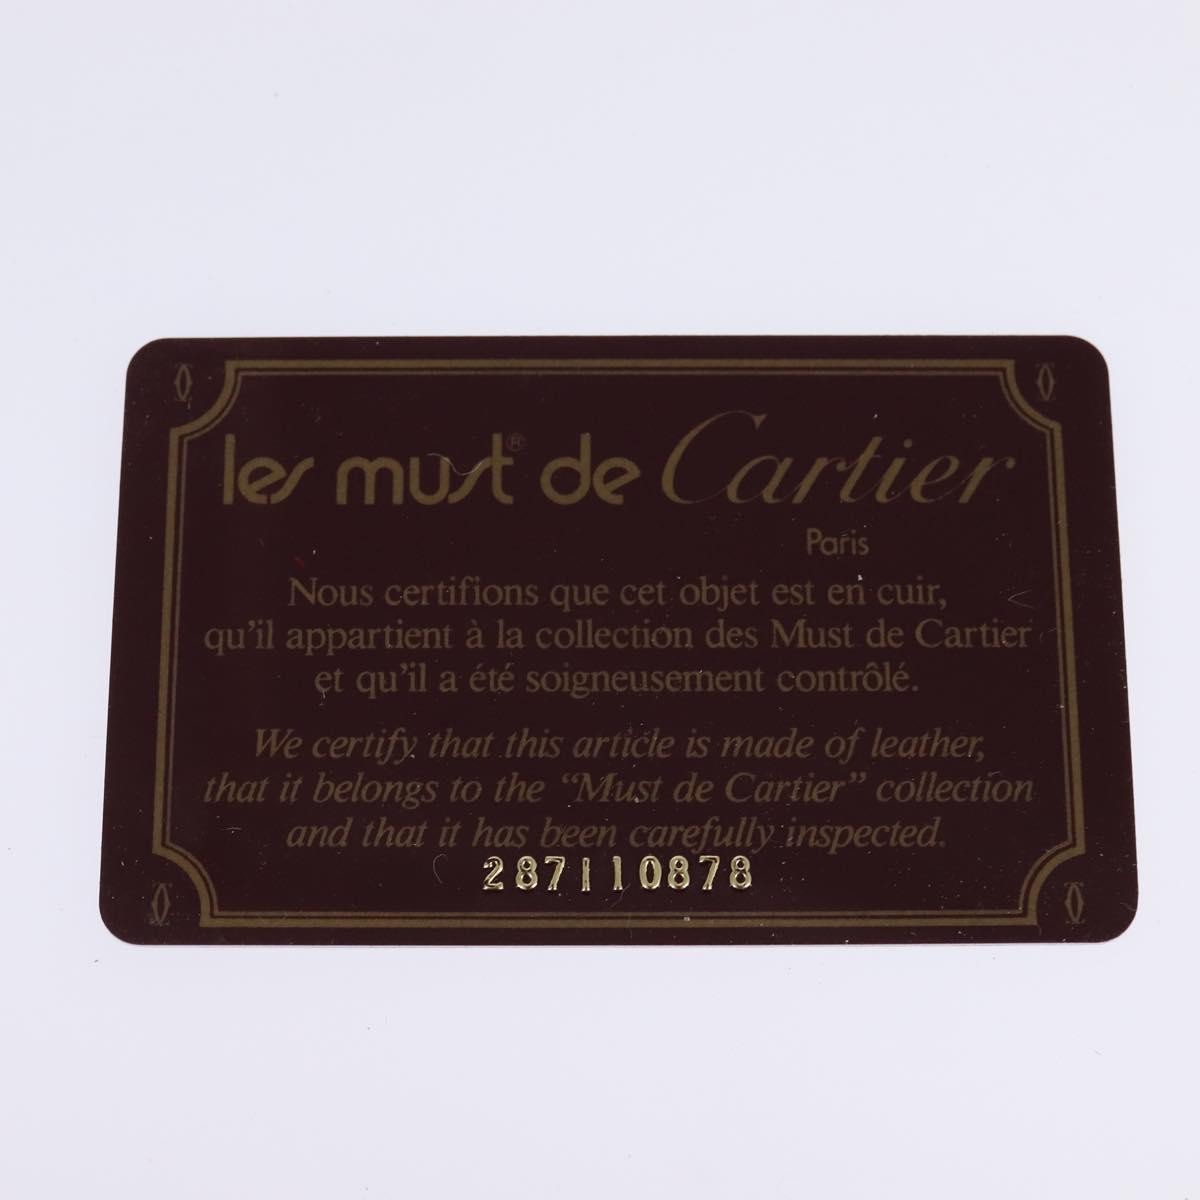 les must® de Cartier
Paris
Nous certifions que cet objet est en cuir,
qu'il appartient à la collection des Must de Cartier
et qu'il a été soigneusement contrôlé.
We certify that this article is made of leather,
that it belongs to the “Must de Cartier” collection
and that it has been carefully inspected.
287110878